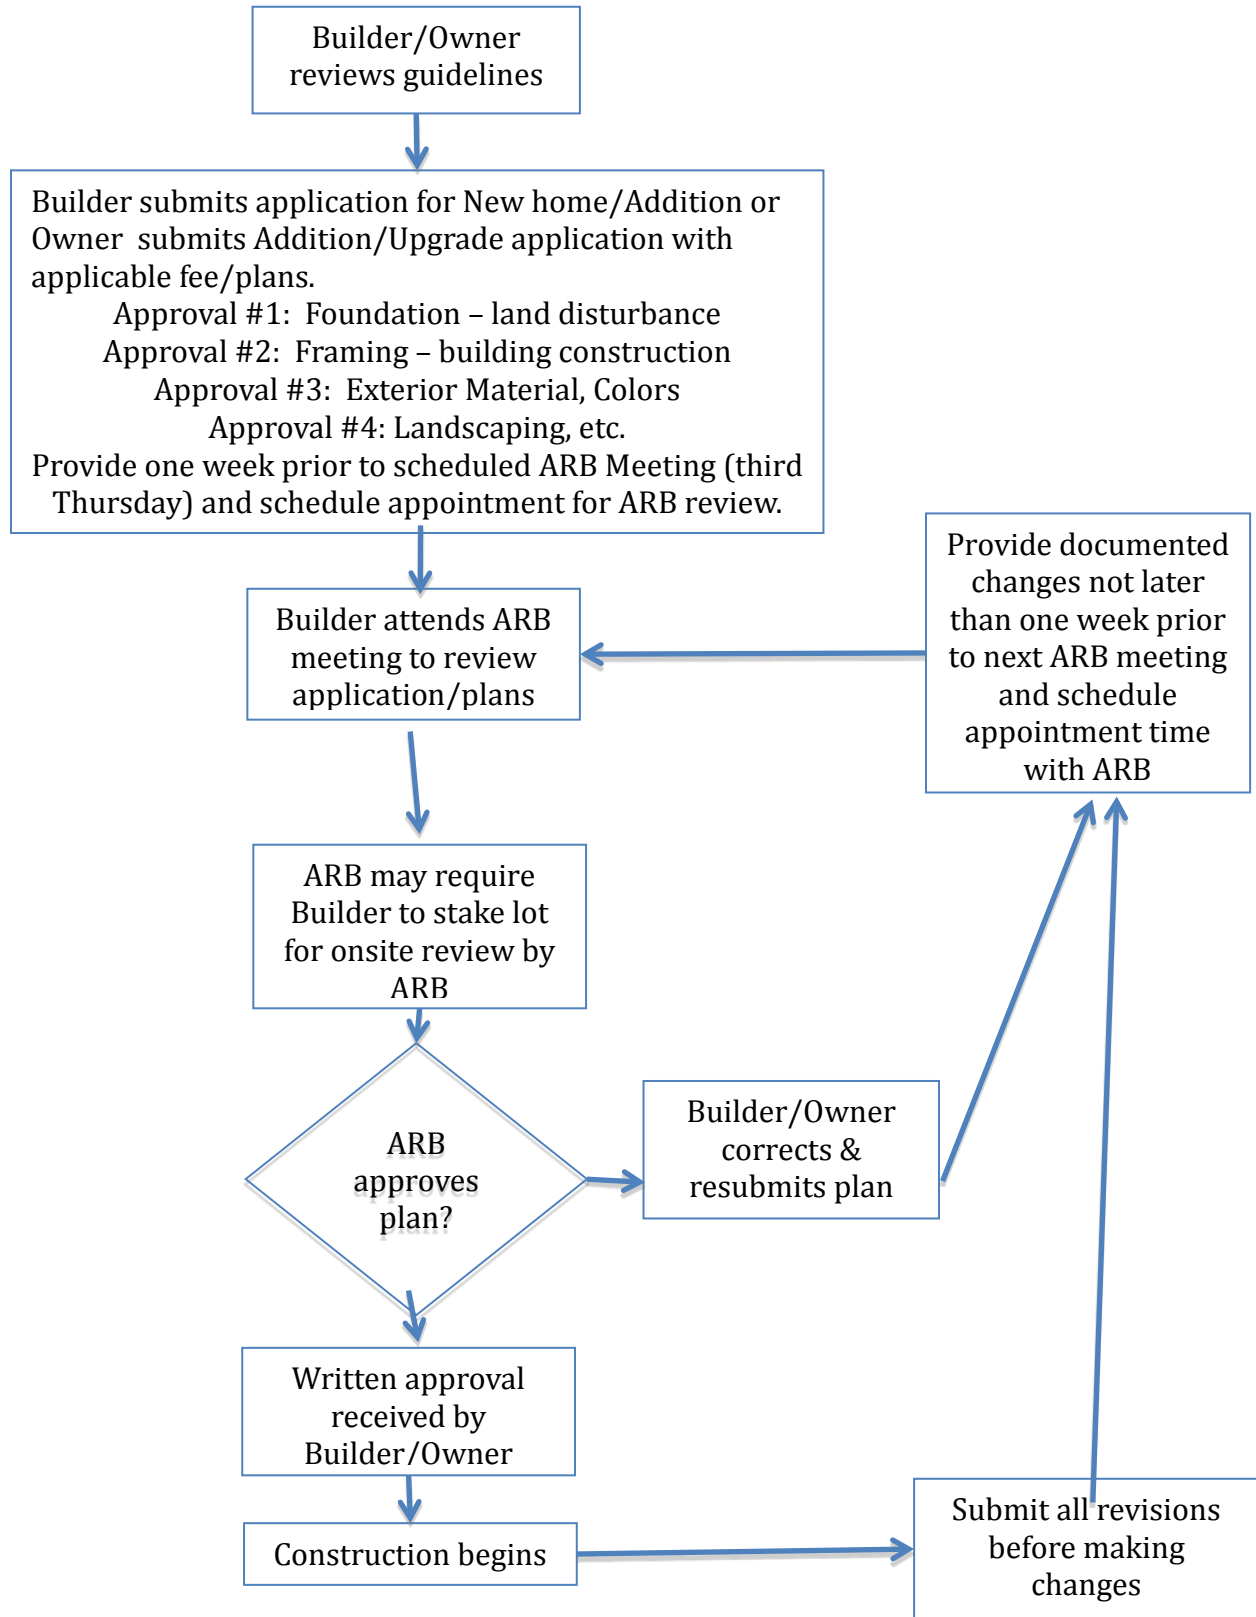 Builder/Owner
reviews guidelines
Builder submits application for New home/Addition or
Owner  submits Addition/Upgrade application with
applicable fee/plans.
Approval #1:  Foundation – land disturbance
Approval #2:  Framing – building construction
Approval #3:  Exterior Material, Colors
Approval #4: Landscaping, etc.
Provide one week prior to scheduled ARB Meeting (third
Thursday) and schedule appointment for ARB review.
Builder attends ARB
meeting to review
application/plans
Provide documented
changes not later
than one week prior
to next ARB meeting
and schedule
appointment time
with ARB
ARB may require
Builder to stake lot
for onsite review by
ARB
ARB
approves
plan?
Builder/Owner
corrects &
resubmits plan
Written approval
received by
Builder/Owner
Construction begins
Submit all revisions
before making
changes